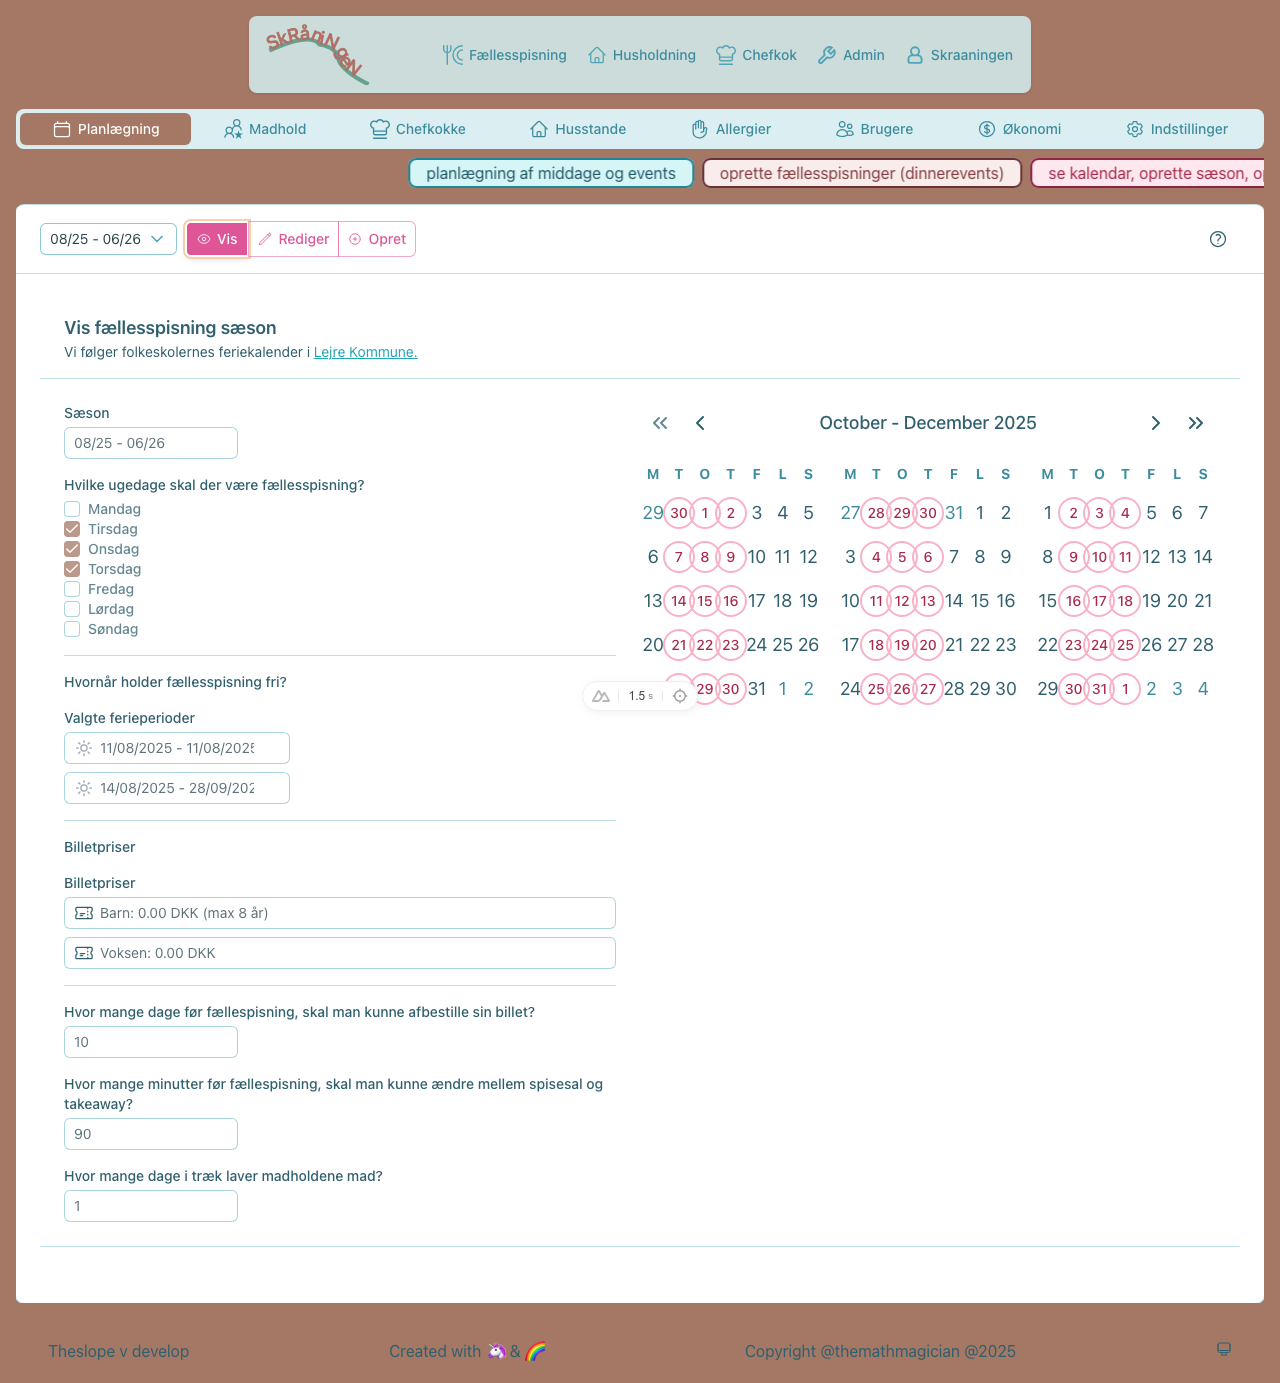 SkRåniNgeN
Fællesspisning Husholdning Chefkok Admin Skraaningen
Planlægning Madhold Chefkokke Husstande Allergier Brugere Økonomi Indstillinger
planlægning af middage og events oprette fællesspisninger (dinnerevents) se kalendar, oprette sæson, op
08/25 - 06/26 Vis Rediger Opret
Vis fællesspisning sæson
Vi følger folkeskolernes feriekalender i Lejre Kommune.
Sæson
08/25 - 06/26
Hvilke ugedage skal der være fællesspisning?
Mandag
Tirsdag
Onsdag
Torsdag
Fredag
Lørdag
Søndag
Hvornår holder fællesspisning fri?
Valgte ferieperioder
11/08/2025 - 11/08/2025
14/08/2025 - 28/09/202
Billetpriser
Billetpriser
Barn: 0.00 DKK (max 8 år)
Voksen: 0.00 DKK
Hvor mange dage før fællespisning, skal man kunne afbestille sin billet?
10
Hvor mange minutter før fællespisning, skal man kunne ændre mellem spisesal og
takeaway?
90
Hvor mange dage i træk laver madholdene mad?
1
October - December 2025
M T O T F L S M T O T F L S M T O T F L S
29 30 1 2 3 4 5 27 28 29 30 31 1 2 1 2 3 4 5 6 7
6 7 8 9 10 11 12 3 4 5 6 7 8 9 8 9 10 11 12 13 14
13 14 15 16 17 18 19 10 11 12 13 14 15 16 15 16 17 18 19 20 21
20 21 22 23 24 25 26 17 18 19 20 21 22 23 22 23 24 25 26 27 28
29 30 31 1 2 24 25 26 27 28 29 30 29 30 31 1 2 3 4
1.5 s
Theslope v develop Created with 🦄 & 🌈 Copyright @themathmagician @2025